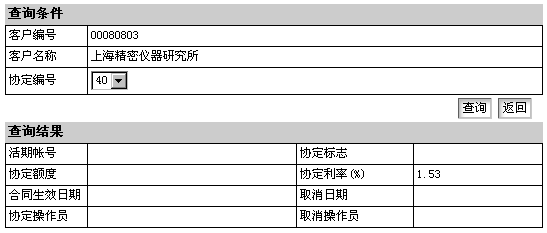 查询条件
客户编号 00080803
客户名称 上海精密仪器研究所
协定编号 40
查询 返回
查询结果
活期帐号 协定标志
协定额度 协定利率(%) 1.53
合同生效日期 取消日期
协定操作员 取消操作员